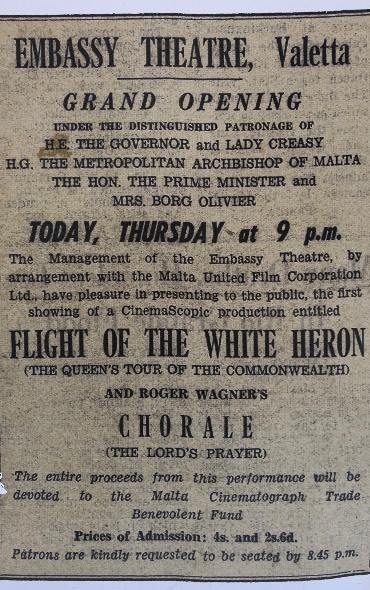 EMBASSY THEATRE, Valetta
GRAND OPENING
UNDER THE DISTINGUISHED PATRONAGE OF
H.E. THE GOVERNOR and LADY CREASY
H.G. THE METROPOLITAN ARCHBISHOP OF MALTA
THE HON. THE PRIME MINISTER and
MRS. BORG OLIVIER
TODAY, THURSDAY at 9 p.m.
The Management of the Embassy Theatre, by
arrangement with the Malta United Film Corporation
Ltd., have pleasure in presenting to the public, the first
showing of a CinemaScopic production entitled
FLIGHT OF THE WHITE HERON
(THE QUEEN'S TOUR OF THE COMMONWEALTH)
AND ROGER WAGNER'S
CHORALE
(THE LORD'S PRAYER)
The entire proceeds from this performance will be
devoted to the Malta Cinematograph Trade
Benevolent Fund
Prices of Admission: 4s. and 2s.6d.
Patrons are kindly requested to be seated by 8.45 p.m.